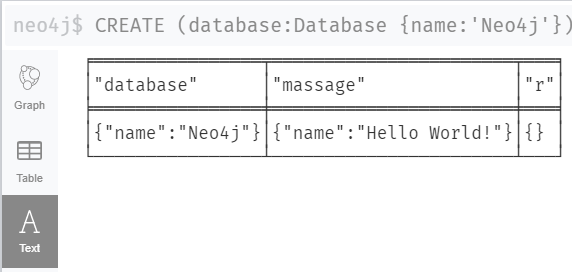 neo4j$ CREATE (database:Database {name:'Neo4j'})
Graph
Table
Text
"database" "massage" "r"
{"name":"Neo4j"} {"name":"Hello World!"} {}